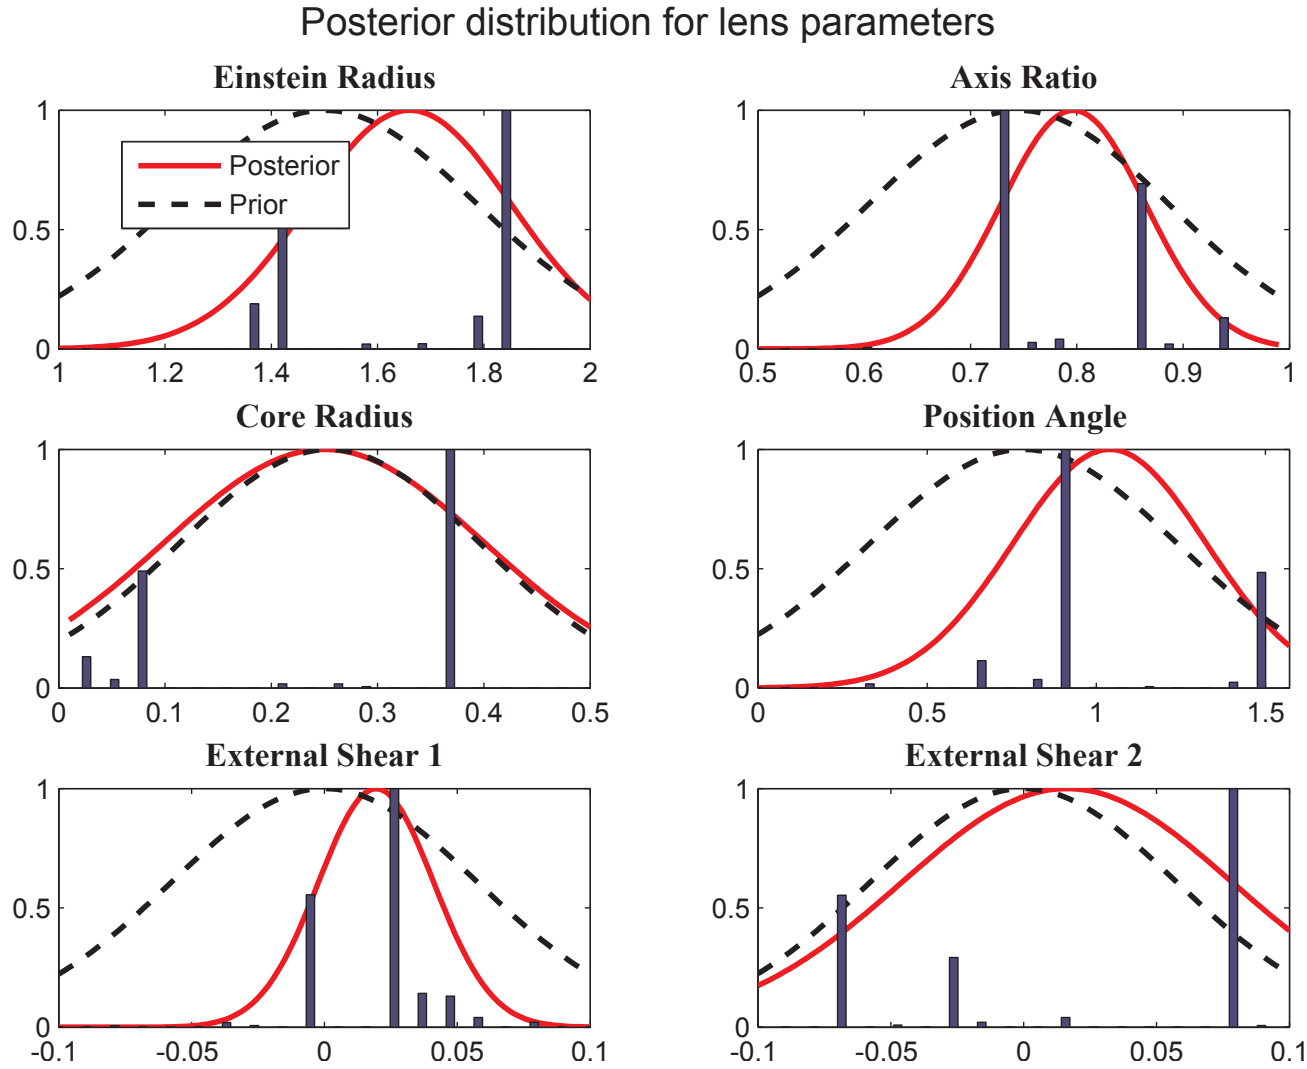 Posterior distribution for lens parameters
Einstein Radius
Axis Ratio
1
0.5
0
Posterior
Prior
1 1.2 1.4 1.6 1.8 2
1
0.5
0
0.5 0.6 0.7 0.8 0.9 1
Core Radius
Position Angle
1
0.5
0
0 0.1 0.2 0.3 0.4 0.5
1
0.5
0
0 0.5 1 1.5
External Shear 1
External Shear 2
1
0.5
0
-0.1 -0.05 0 0.05 0.1
1
0.5
0
-0.1 -0.05 0 0.05 0.1